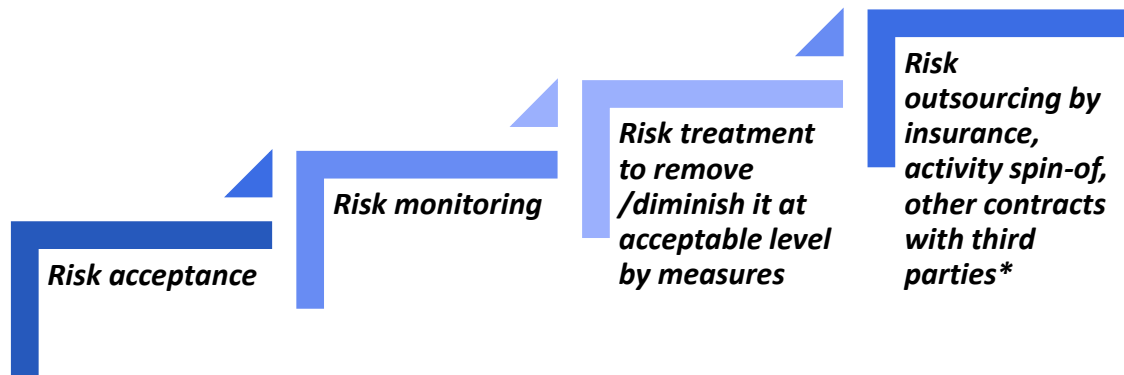 Risk acceptance
Risk monitoring
Risk treatment
to remove
/diminish it at
acceptable level
by measures
Risk
outsourcing by
insurance,
activity spin-of,
other contracts
with third
parties*